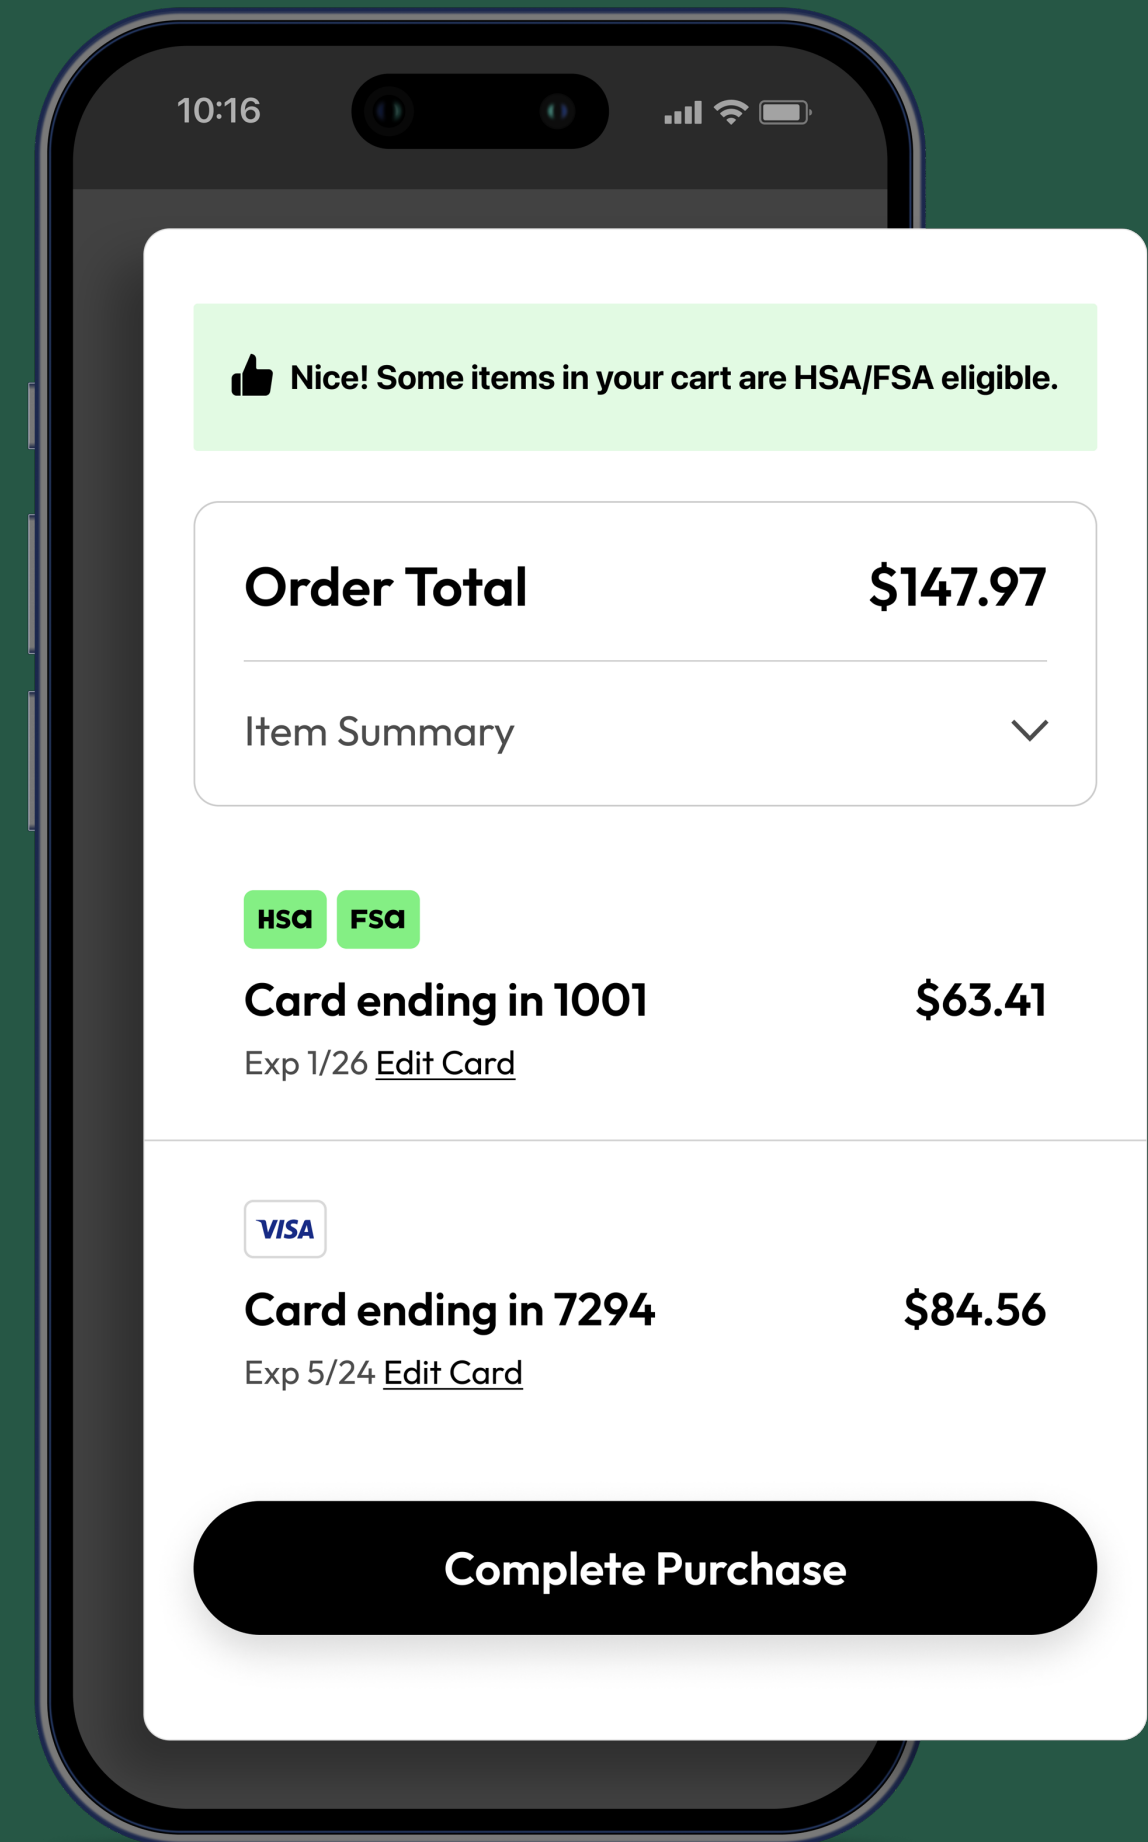 10:16
Nice! Some items in your cart are HSA/FSA eligible.
Order Total $147.97
Item Summary
HSa FSa
Card ending in 1001 $63.41
Exp 1/26 Edit Card
VISA
Card ending in 7294 $84.56
Exp 5/24 Edit Card
Complete Purchase